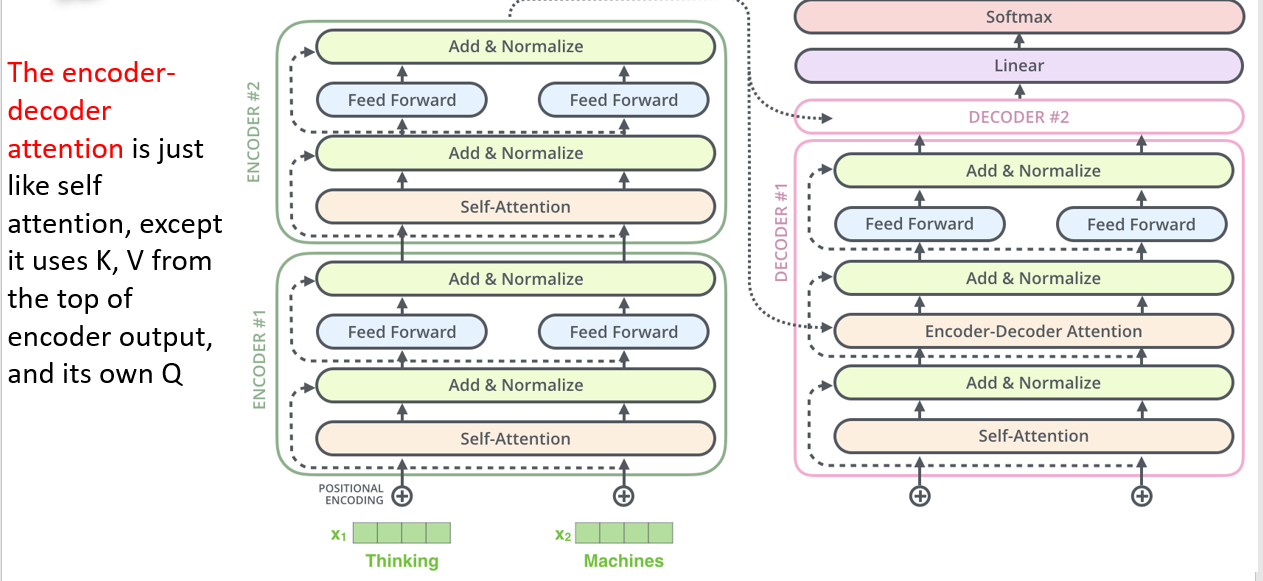 The encoder-
decoder
attention is just
like self
attention, except
it uses K, V from
the top of
encoder output,
and its own Q
ENCODER #2
Add & Normalize
Feed Forward Feed Forward
Add & Normalize
Self-Attention
ENCODER #1
Add & Normalize
Feed Forward Feed Forward
Add & Normalize
Self-Attention
POSITIONAL
ENCODING
x1 x2
Thinking Machines
Softmax
Linear
DECODER #2
DECODER #1
Add & Normalize
Feed Forward Feed Forward
Add & Normalize
Encoder-Decoder Attention
Add & Normalize
Self-Attention